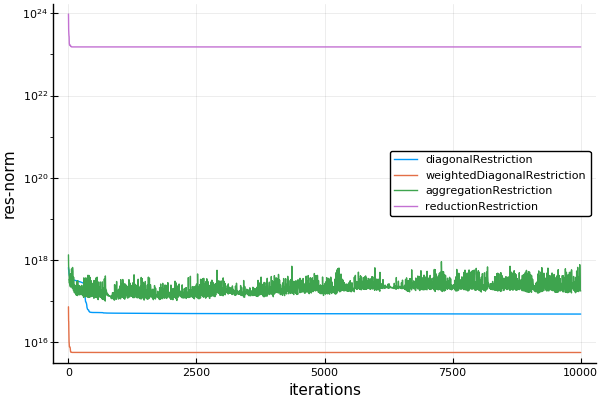 10^24
10^22
10^20
10^18
10^16
res-norm
diagonalRestriction
weightedDiagonalRestriction
aggregationRestriction
reductionRestriction
0
2500
5000
7500
10000
iterations